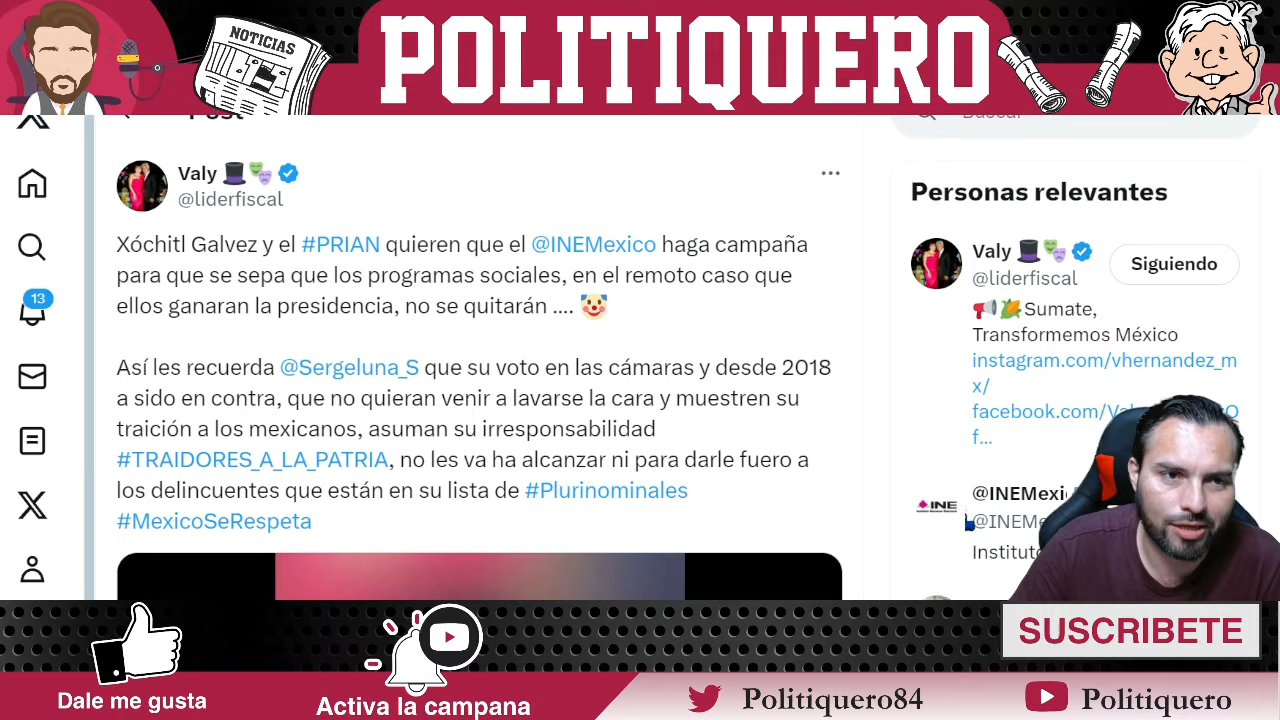 NOTICIAS
POLITIQUERO
Post
Buscar
Valy
@liderfiscal
Xóchitl Galvez y el #PRIAN quieren que el @INEMexico haga campaña
para que se sepa que los programas sociales, en el remoto caso que
ellos ganaran la presidencia, no se quitarán ....
Así les recuerda @Sergeluna_S que su voto en las cámaras y desde 2018
a sido en contra, que no quieran venir a lavarse la cara y muestren su
traición a los mexicanos, asuman su irresponsabilidad
#TRAIDORES_A_LA_PATRIA, no les va ha alcanzar ni para darle fuero a
los delincuentes que están en su lista de #Plurinominales
#MexicoSeRespeta
13
Personas relevantes
Valy
@liderfiscal
Siguiendo
Sumate,
Transformemos México
instagram.com/vhernandez_m
x/
f...
INE
SUSCRIBETE
Dale me gusta
Activa la campana
Politiquero84
Politiquero